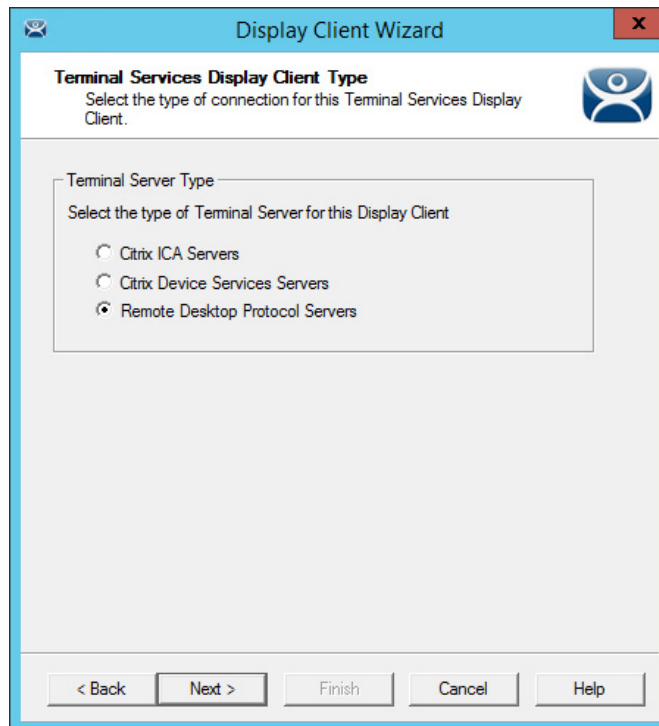 Display Client Wizard
x
Terminal Services Display Client Type
Select the type of connection for this Terminal Services Display
Client.
Terminal Server Type
Select the type of Terminal Server for this Display Client
Citrix ICA Servers
Citrix Device Services Servers
Remote Desktop Protocol Servers
< Back
Next >
Finish
Cancel
Help